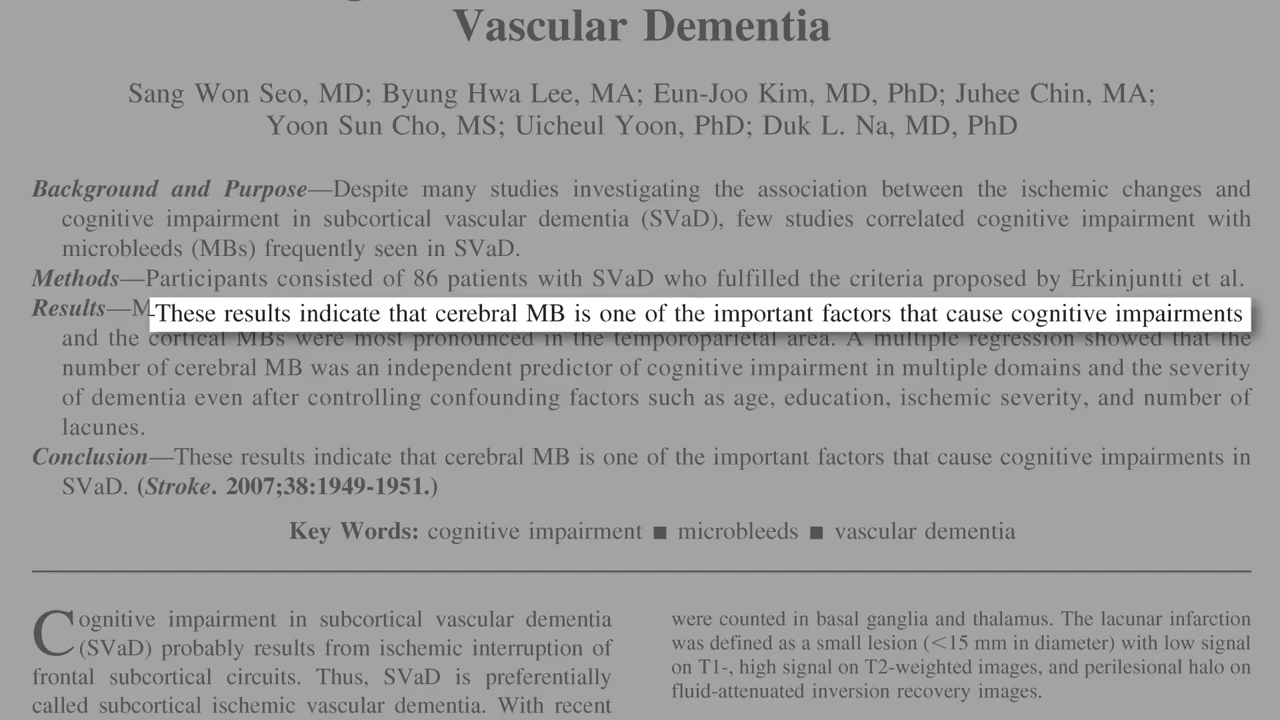 Vascular Dementia
Sang Won Seo, MD; Byung Hwa Lee, MA; Eun-Joo Kim, MD, PhD; Juhee Chin, MA;
Yoon Sun Cho, MS; Uicheul Yoon, PhD; Duk L. Na, MD, PhD
Background and Purpose—Despite many studies investigating the association between the ischemic changes and
cognitive impairment in subcortical vascular dementia (SVaD), few studies correlated cognitive impairment with
microbleeds (MBs) frequently seen in SVaD.
Methods—Participants consisted of 86 patients with SVaD who fulfilled the criteria proposed by Erkinjuntti et al.
Results—M
These results indicate that cerebral MB is one of the important factors that cause cognitive impairments
and the cortical MBs were most pronounced in the temporoparietal area. A multiple regression showed that the
number of cerebral MB was an independent predictor of cognitive impairment in multiple domains and the severity
of dementia even after controlling confounding factors such as age, education, ischemic severity, and number of
lacunes.
Conclusion—These results indicate that cerebral MB is one of the important factors that cause cognitive impairments in
SVaD. (Stroke. 2007;38:1949-1951.)
Key Words: cognitive impairment ■ microbleeds ■ vascular dementia
Cognitive impairment in subcortical vascular dementia
(SVaD) probably results from ischemic interruption of
frontal subcortical circuits. Thus, SVaD is preferentially
called subcortical ischemic vascular dementia. With recent
were counted in basal ganglia and thalamus. The lacunar infarction
was defined as a small lesion (<15 mm in diameter) with low signal
on T1-, high signal on T2-weighted images, and perilesional halo on
fluid-attenuated inversion recovery images.